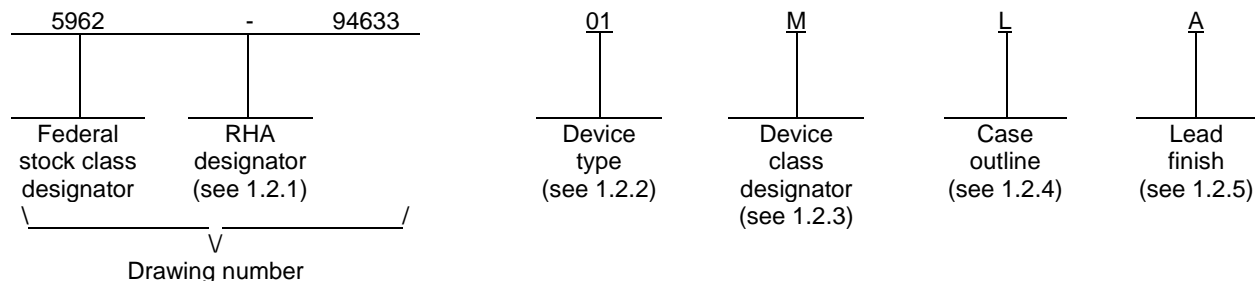 5962 - 94633 01 M L A
Federal stock class designator
RHA designator (see 1.2.1)
Device type (see 1.2.2)
Device class designator (see 1.2.3)
Case outline (see 1.2.4)
Lead finish (see 1.2.5)
Drawing number